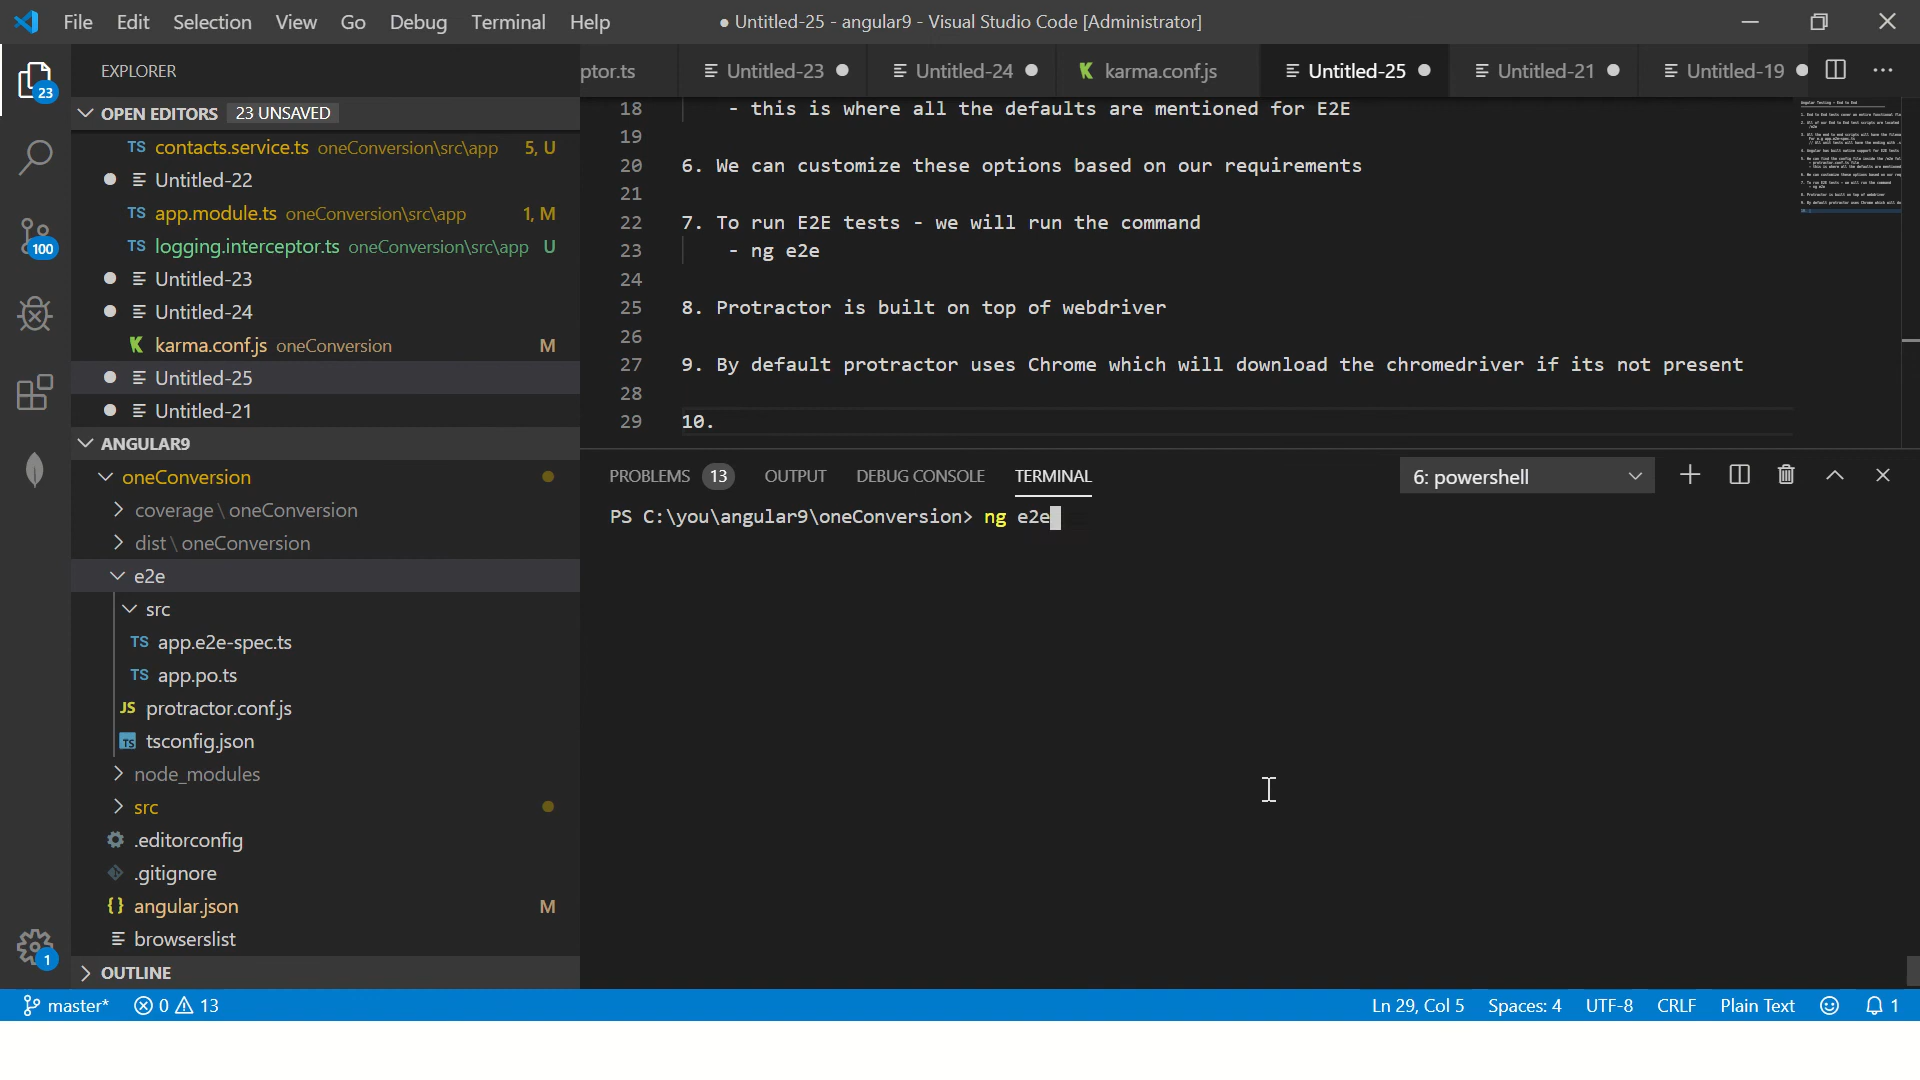 File Edit Selection View Go Debug Terminal Help
● Untitled-25 - angular9 - Visual Studio Code [Administrator]
EXPLORER
ptor.ts Untitled-23 Untitled-24 karma.conf.js Untitled-25 Untitled-21 Untitled-19
OPEN EDITORS 23 UNSAVED
TS contacts.service.ts oneConversion\src\app 5, U
Untitled-22
TS app.module.ts oneConversion\src\app 1, M
TS logging.interceptor.ts oneConversion\src\app U
Untitled-23
Untitled-24
karma.conf.js oneConversion M
Untitled-25
Untitled-21
ANGULAR9
oneConversion
coverage \ oneConversion
dist \ oneConversion
e2e
src
TS app.e2e-spec.ts
TS app.po.ts
JS protractor.conf.js
TS tsconfig.json
node_modules
src
.editorconfig
.gitignore
{} angular.json M
browserslist
OUTLINE
23
100
1
18 - this is where all the defaults are mentioned for E2E
19
20 6. We can customize these options based on our requirements
21
22 7. To run E2E tests - we will run the command
23 - ng e2e
24
25 8. Protractor is built on top of webdriver
26
27 9. By default protractor uses Chrome which will download the chromedriver if its not present
28
29 10.
PROBLEMS 13 OUTPUT DEBUG CONSOLE TERMINAL 6: powershell
PS C:\you\angular9\oneConversion> ng e2e
master* 0 13 Ln 29, Col 5 Spaces: 4 UTF-8 CRLF Plain Text 1